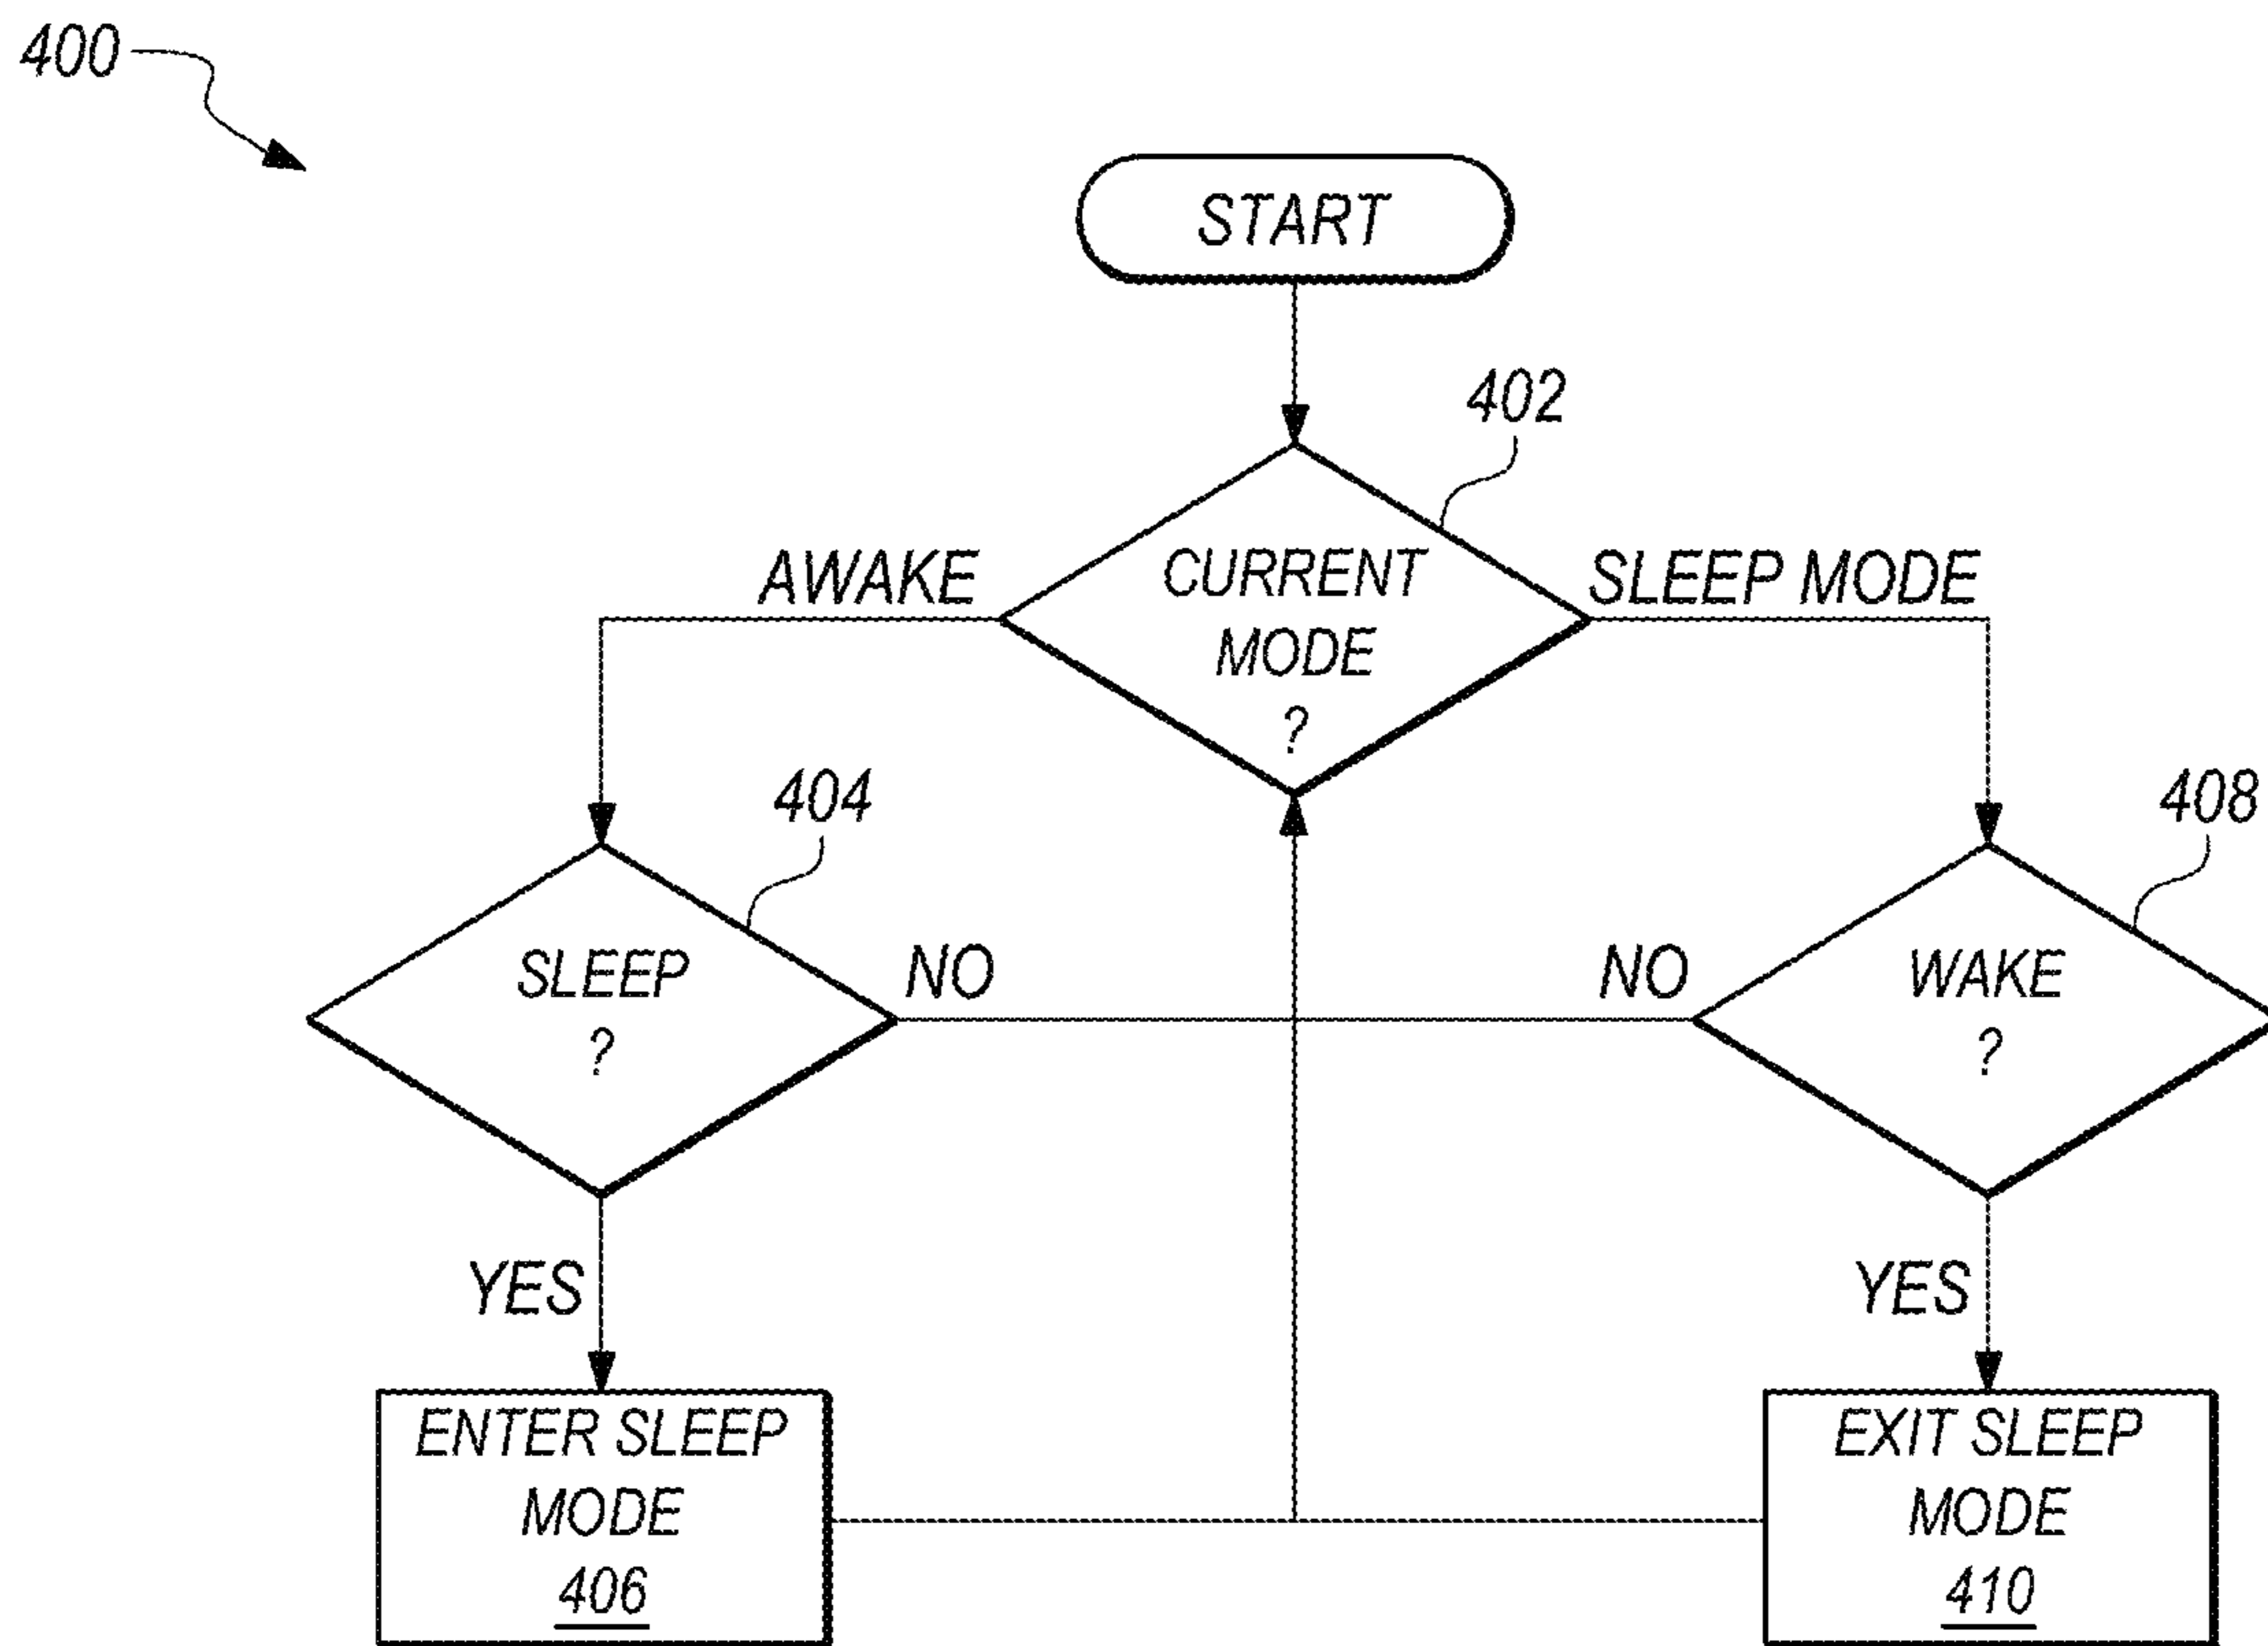 400
START
402
AWAKE
CURRENT
MODE
?
SLEEP MODE
404
408
SLEEP
?
NO
NO
WAKE
?
YES
YES
ENTER SLEEP
MODE
406
EXIT SLEEP
MODE
410